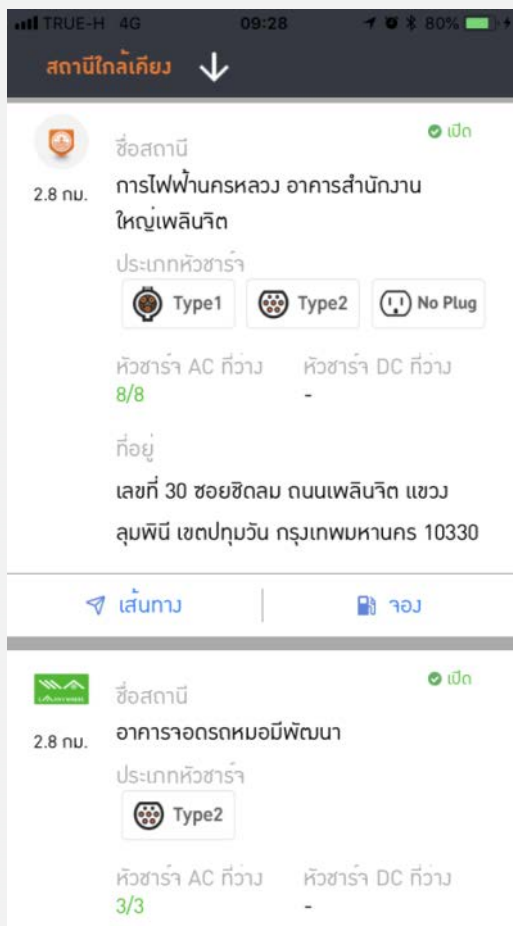 TRUE-H 4G 09:28 80%
สถานีใกล้เคียง
เปิด
ชื่อสถานี
2.8 กม.
การไฟฟ้านครหลวง อาคารสำนักงาน
ใหญ่เพลินจิต
ประเภทหัวชาร์จ
Type1 Type2 No Plug
หัวชาร์จ AC ที่ว่าง หัวชาร์จ DC ที่ว่าง
8/8 -
ที่อยู่
เลขที่ 30 ซอยชิดลม ถนนเพลินจิต แขวง
ลุมพินี เขตปทุมวัน กรุงเทพมหานคร 10330
เส้นทาง จอง
เปิด
ชื่อสถานี
2.8 กม.
อาคารจอดรถหมอมีพัฒนา
ประเภทหัวชาร์จ
Type2
หัวชาร์จ AC ที่ว่าง หัวชาร์จ DC ที่ว่าง
3/3 -